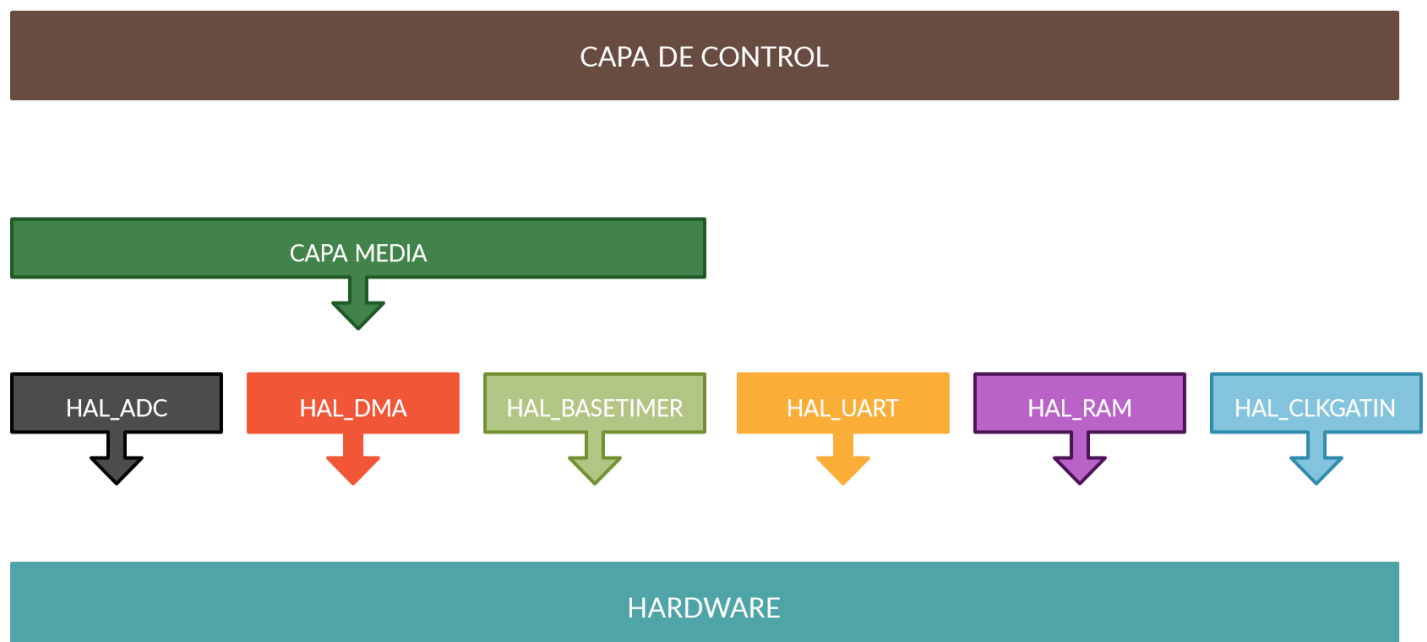 CAPA DE CONTROL
CAPA MEDIA
HAL_ADC
HAL_DMA
HAL_BASETIMER
HAL_UART
HAL_RAM
HAL_CLKGATIN
HARDWARE